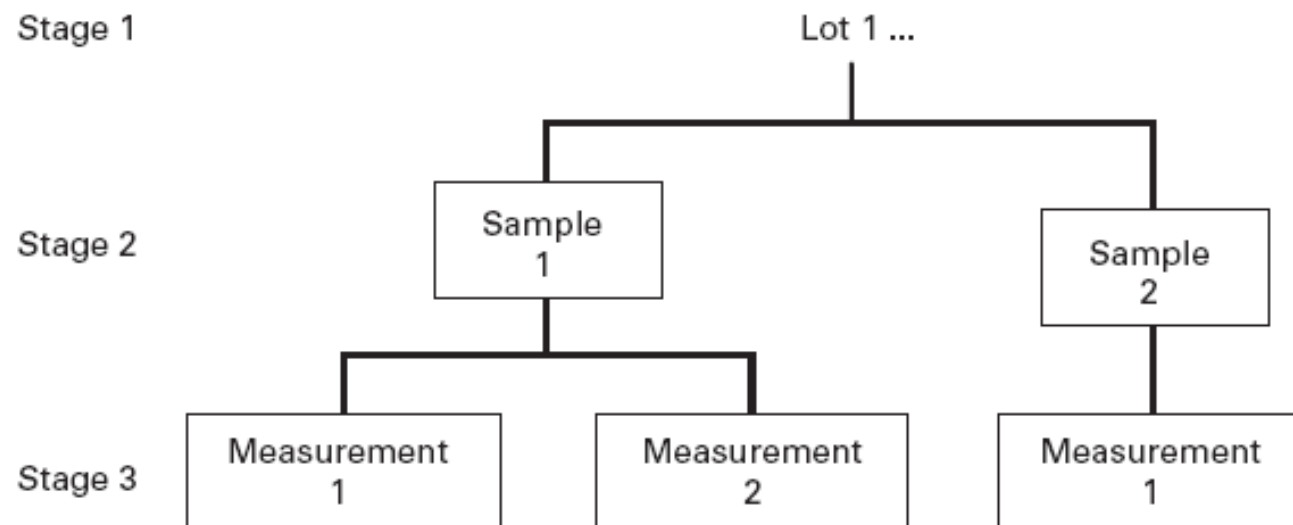 Stage 1
Lot 1 ...
Stage 2
Sample
1
Sample
2
Stage 3
Measurement
1
Measurement
2
Measurement
1